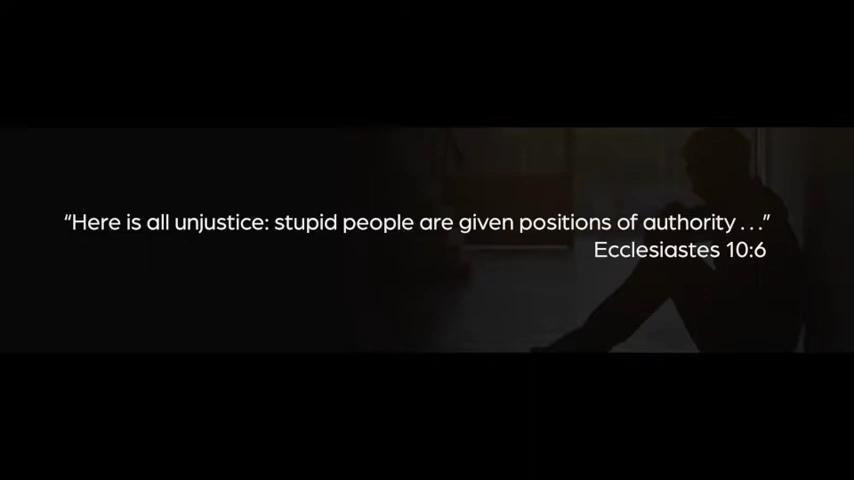 “Here is all unjustice: stupid people are given positions of authority . . .”
Ecclesiastes 10:6